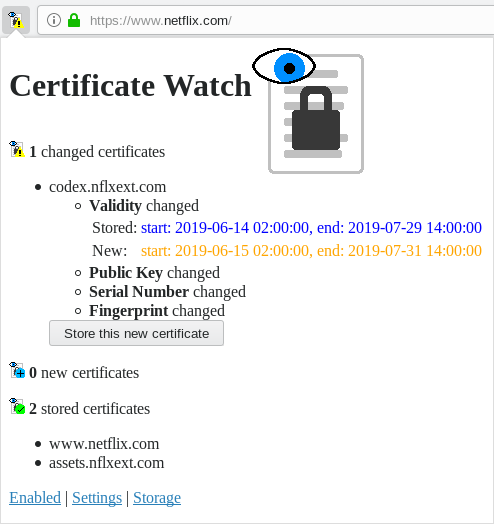 https://www.netflix.com/
Certificate Watch
1 changed certificates
codex.nflxext.com
Validity changed
Stored: start: 2019-06-14 02:00:00, end: 2019-07-29 14:00:00
New: start: 2019-06-15 02:00:00, end: 2019-07-31 14:00:00
Public Key changed
Serial Number changed
Fingerprint changed
Store this new certificate
0 new certificates
2 stored certificates
www.netflix.com
assets.nflxext.com
Enabled | Settings | Storage